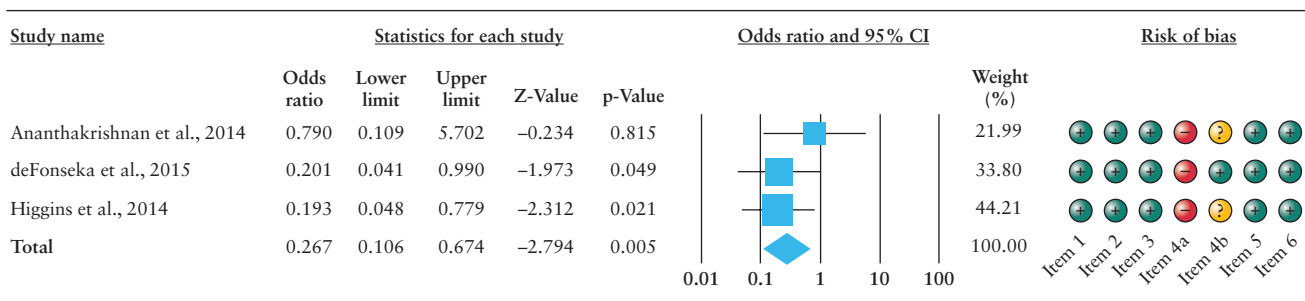 Study name Statistics for each study Odds ratio and 95% CI Risk of bias
Odds ratio Lower limit Upper limit Z-Value p-Value Weight (%)
Ananthakrishnan et al., 2014 0.790 0.109 5.702 –0.234 0.815 21.99 + + + – ? + +
deFonseka et al., 2015 0.201 0.041 0.990 –1.973 0.049 33.80 + + + – + + +
Higgins et al., 2014 0.193 0.048 0.779 –2.312 0.021 44.21 + + + – ? + +
Total 0.267 0.106 0.674 –2.794 0.005 100.00
Item 1 Item 2 Item 3 Item 4a Item 4b Item 5 Item 6
0.01 0.1 1 10 100